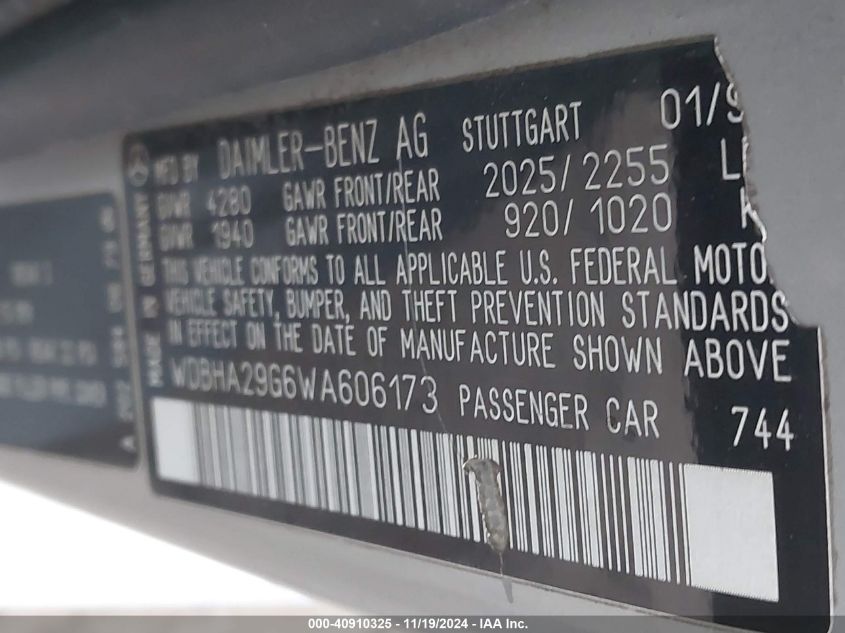 MFD BY DAIMLER-BENZ AG STUTTGART 01/9
GVWR 4280 GAWR FRONT/REAR 2025/2255 L
GVWR 1940 GAWR FRONT/REAR 920/1020 K
THIS VEHICLE CONFORMS TO ALL APPLICABLE U.S. FEDERAL MOTO
VEHICLE SAFETY, BUMPER, AND THEFT PREVENTION STANDARDS
IN EFFECT ON THE DATE OF MANUFACTURE SHOWN ABOVE
WDBHA29G6WA606173 PASSENGER CAR 744
MADE IN GERMANY
000-40910325 - 11/19/2024 - IAA Inc.